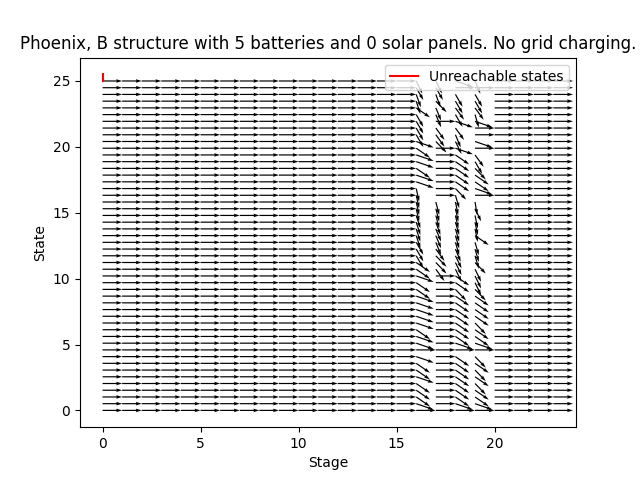 Phoenix, B structure with 5 batteries and 0 solar panels. No grid charging.
Unreachable states
25
20
15
10
5
0
State
0 5 10 15 20
Stage